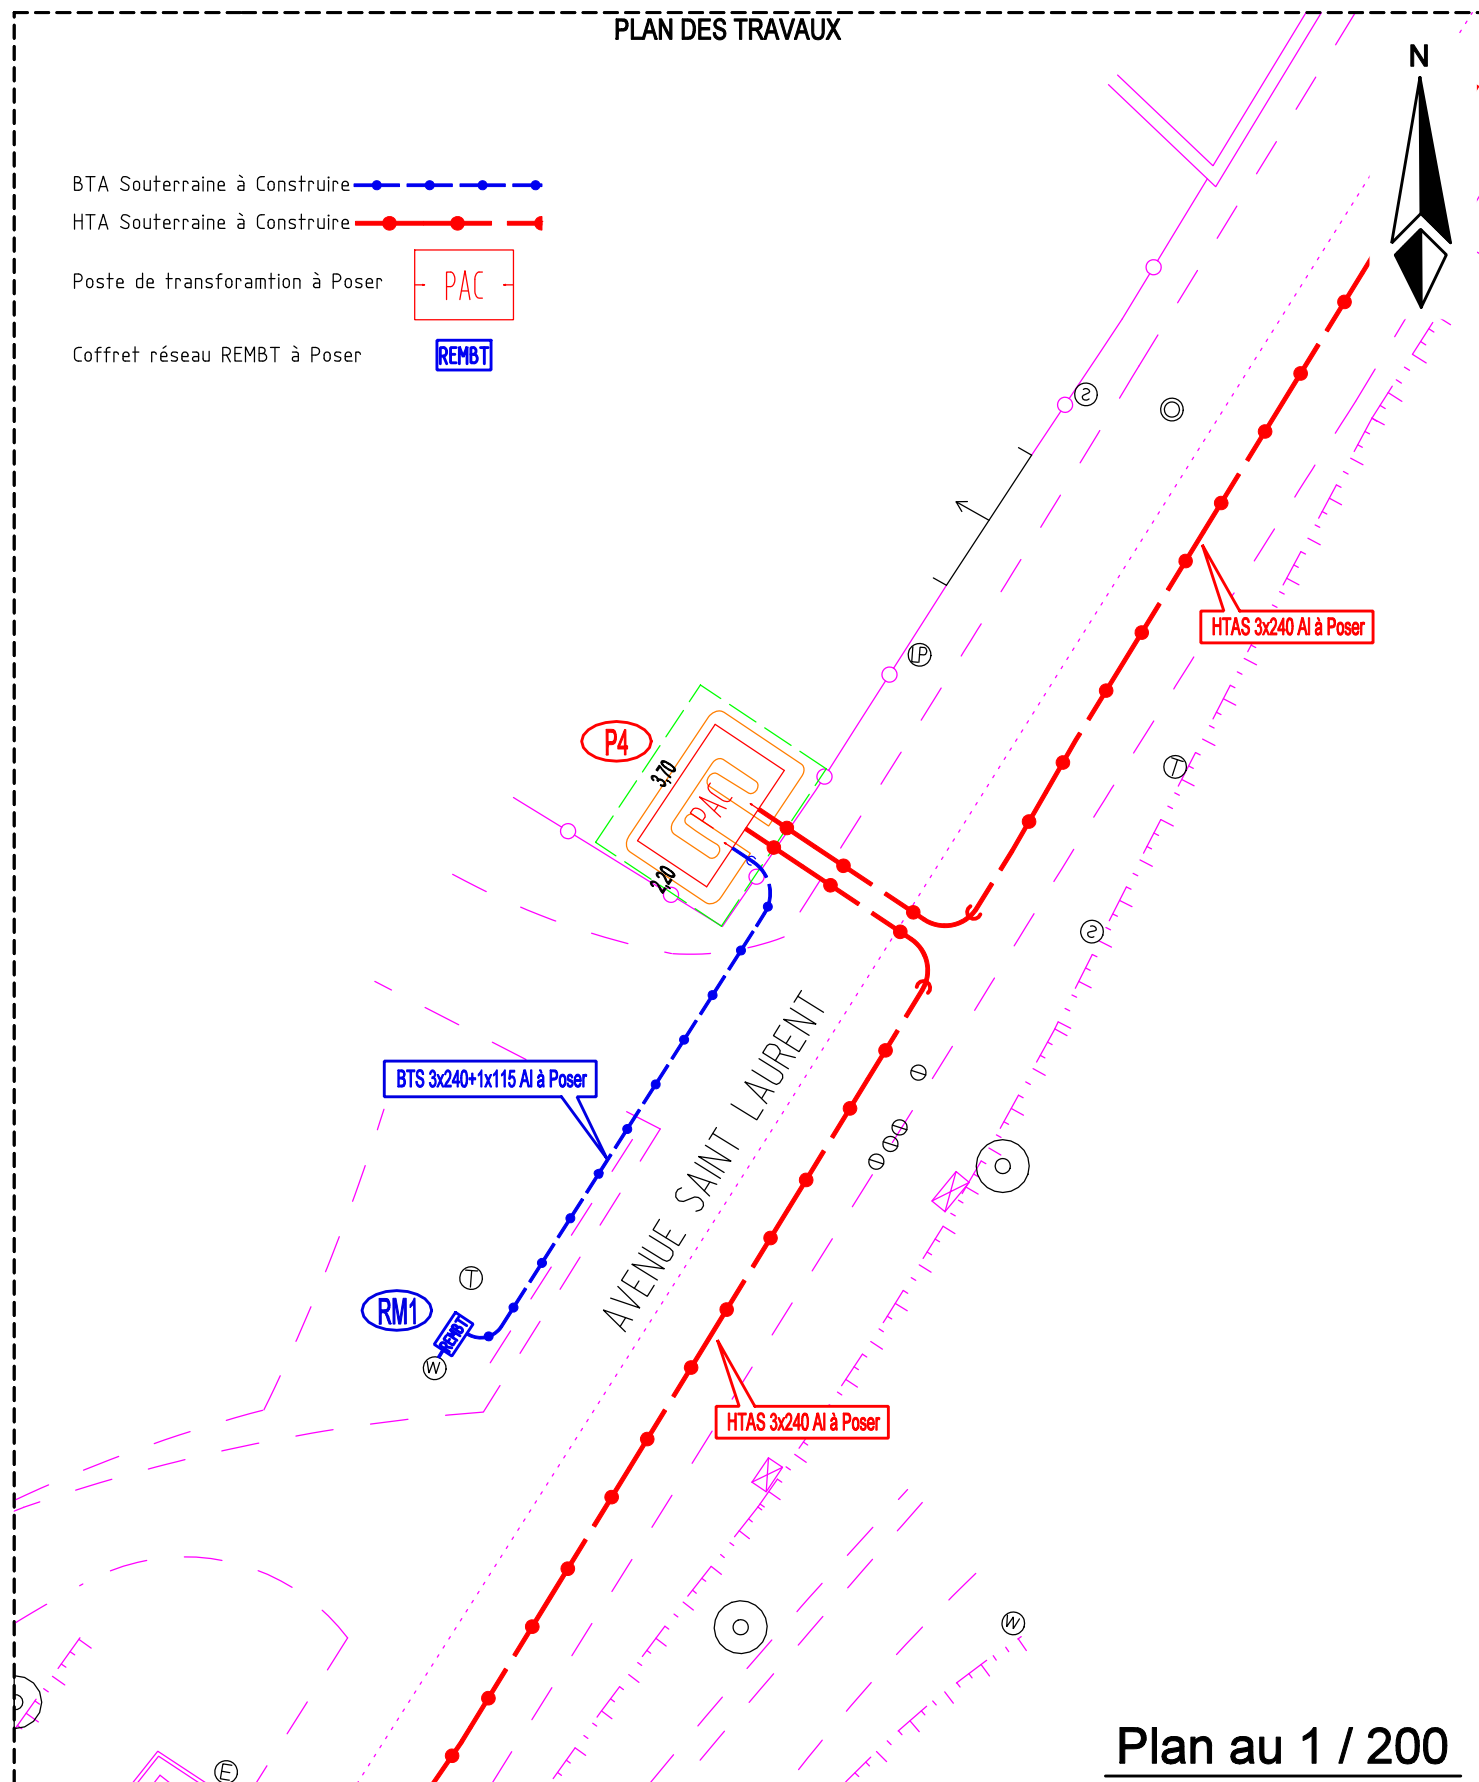 PLAN DES TRAVAUX
N
BTA Souterraine à Construire
HTA Souterraine à Construire
Poste de transforamtion à Poser
PAC
Coffret réseau REMBT à Poser
REMBT
S
HTAS 3x240 Al à Poser
LP
P4
3,70
PAC
T
2,20
S
BTS 3x240+1x115 Al à Poser
AVENUE SAINT LAURENT
T
RM1
REMBT
W
HTAS 3x240 Al à Poser
W
E
Plan au 1 / 200